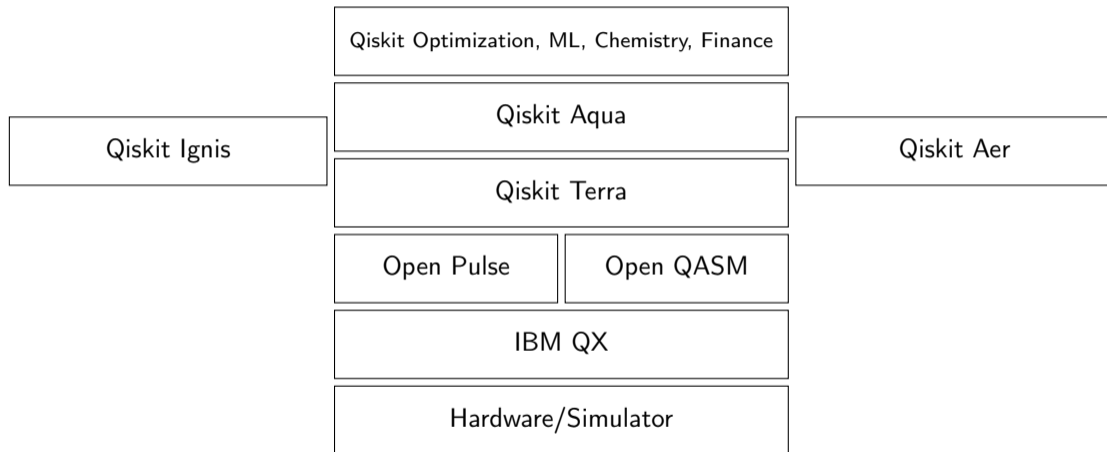 Qiskit Optimization, ML, Chemistry, Finance
Qiskit Aqua
Qiskit Ignis
Qiskit Aer
Qiskit Terra
Open Pulse
Open QASM
IBM QX
Hardware/Simulator